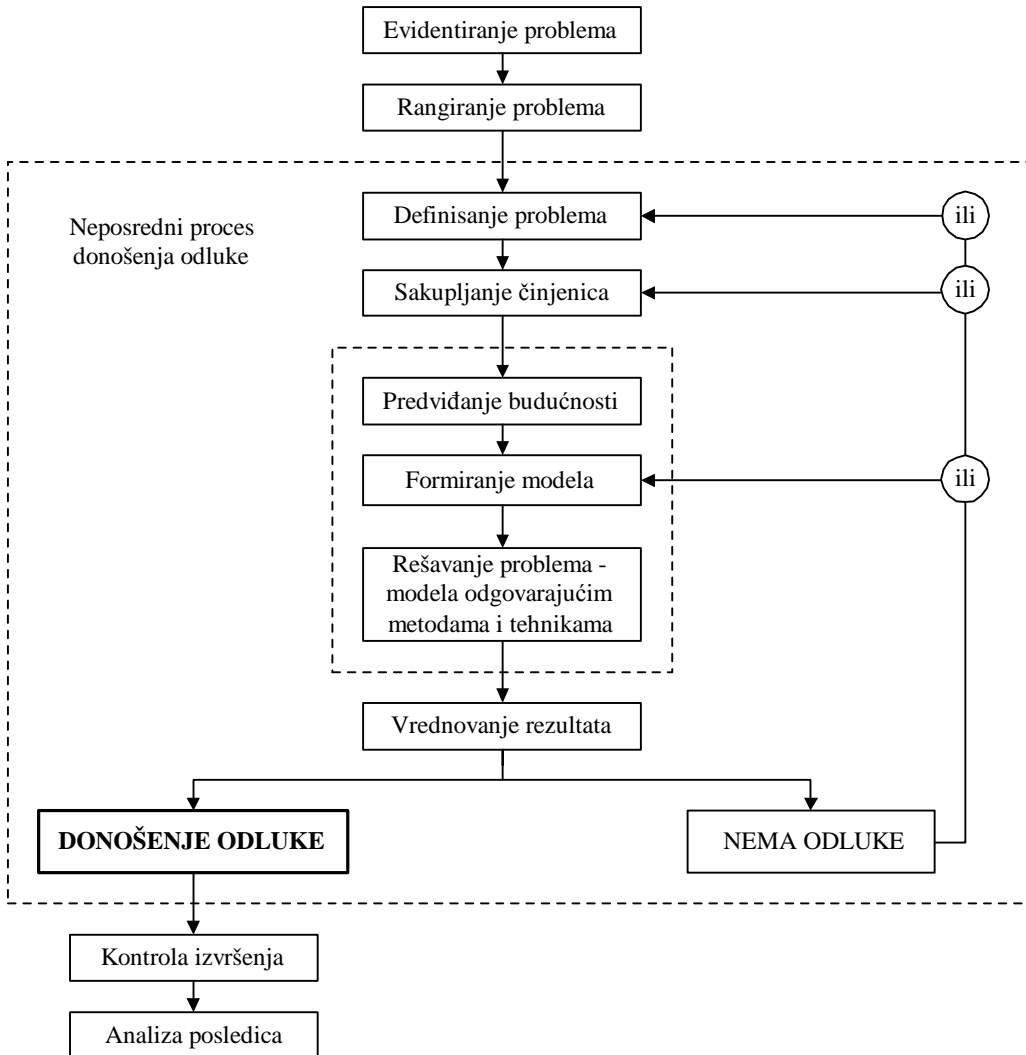 Evidentiranje problema
Rangiranje problema
Neposredni proces
donošenja odluke
Definisanje problema
ili
Sakupljanje činjenica
ili
Predviđanje budućnosti
Formiranje modela
ili
Rešavanje problema -
modela odgovarajućim
metodama i tehnikama
Vrednovanje rezultata
DONOŠENJE ODLUKE
NEMA ODLUKE
Kontrola izvršenja
Analiza posledica